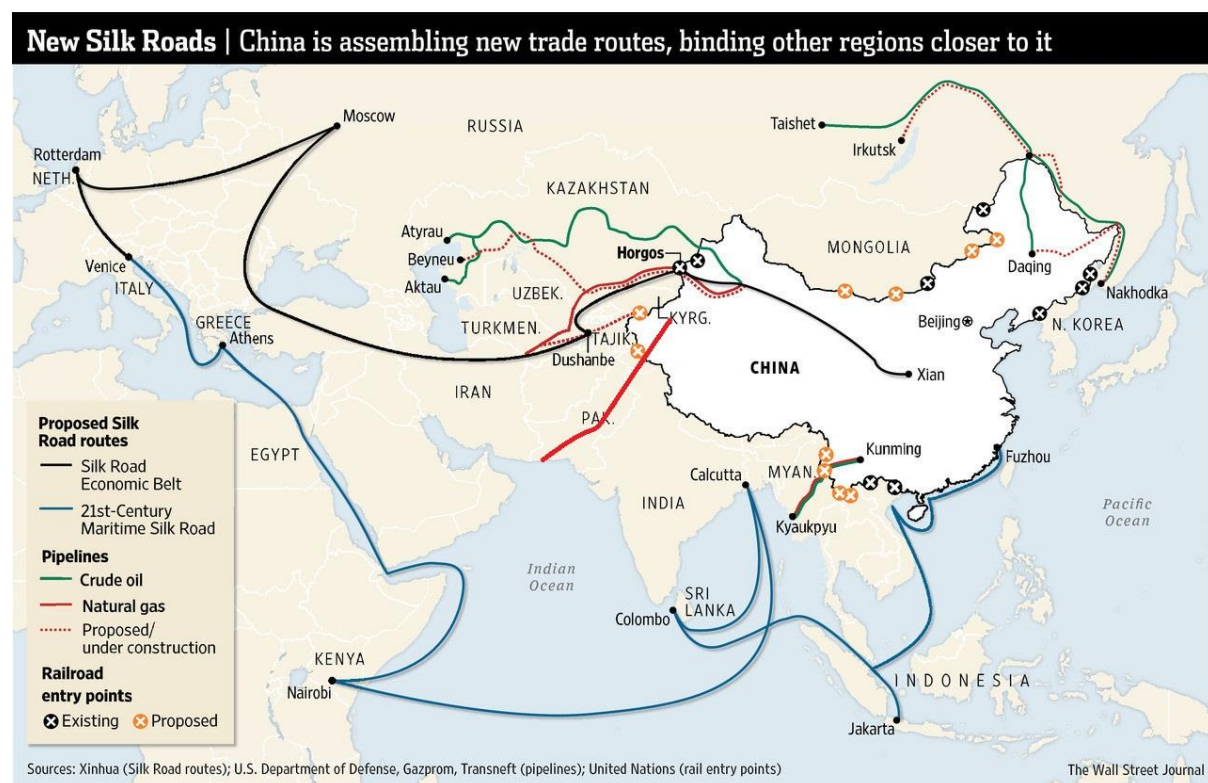 New Silk Roads | China is assembling new trade routes, binding other regions closer to it
Moscow
RUSSIA
Taishet
Irkutsk
Rotterdam
NETH.
KAZAKHSTAN
Atyrau
Beyneu
Aktau
Horgos
MONGOLIA
Daqing
Nakhodka
Venice
ITALY
UZBEK.
GREECE
Athens
TURKMEN.
KYRG.
TAJIK.
Dushanbe
Beijing
N. KOREA
CHINA
Xian
IRAN
PAK.
EGYPT
Calcutta
MYAN.
Kunming
Fuzhou
INDIA
Kyaukpyu
Pacific
Ocean
Indian
Ocean
SRI
LANKA
Colombo
KENYA
Nairobi
INDONESIA
Jakarta
Proposed Silk
Road routes
Silk Road
Economic Belt
21st-Century
Maritime Silk Road
Pipelines
Crude oil
Natural gas
Proposed/
under construction
Railroad
entry points
Existing Proposed
Sources: Xinhua (Silk Road routes); U.S. Department of Defense, Gazprom, Transneft (pipelines); United Nations (rail entry points)
The Wall Street Journal